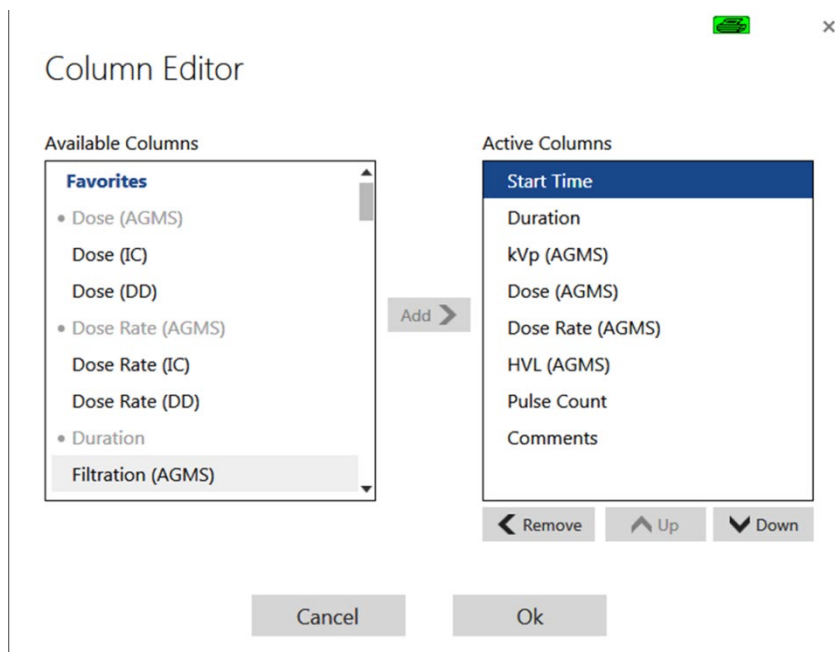 Column Editor
Available Columns
Favorites
• Dose (AGMS)
Dose (IC)
Dose (DD)
• Dose Rate (AGMS)
Dose Rate (IC)
Dose Rate (DD)
• Duration
Filtration (AGMS)
Add
Active Columns
Start Time
Duration
kVp (AGMS)
Dose (AGMS)
Dose Rate (AGMS)
HVL (AGMS)
Pulse Count
Comments
Remove
Up
Down
Cancel
Ok